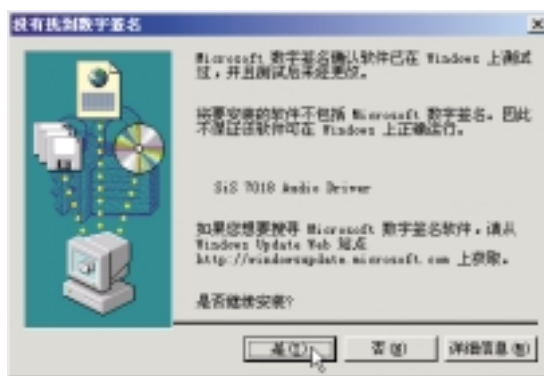 没有找到数字签名
Microsoft 数字签名确认软件已在 Windows 上测试
过，并且测试后未经更改。
将要安装的软件不包括 Microsoft 数字签名。因此
不保证该软件可在 Windows 上正确运行。
SiS 7018 Audio Driver
如果您想要搜寻 Microsoft 数字签名软件，请从
Windows Update Web 站点
http://windowsupdate.microsoft.com 上获取。
是否继续安装?
是(Y)
否(N)
详细信息(M)